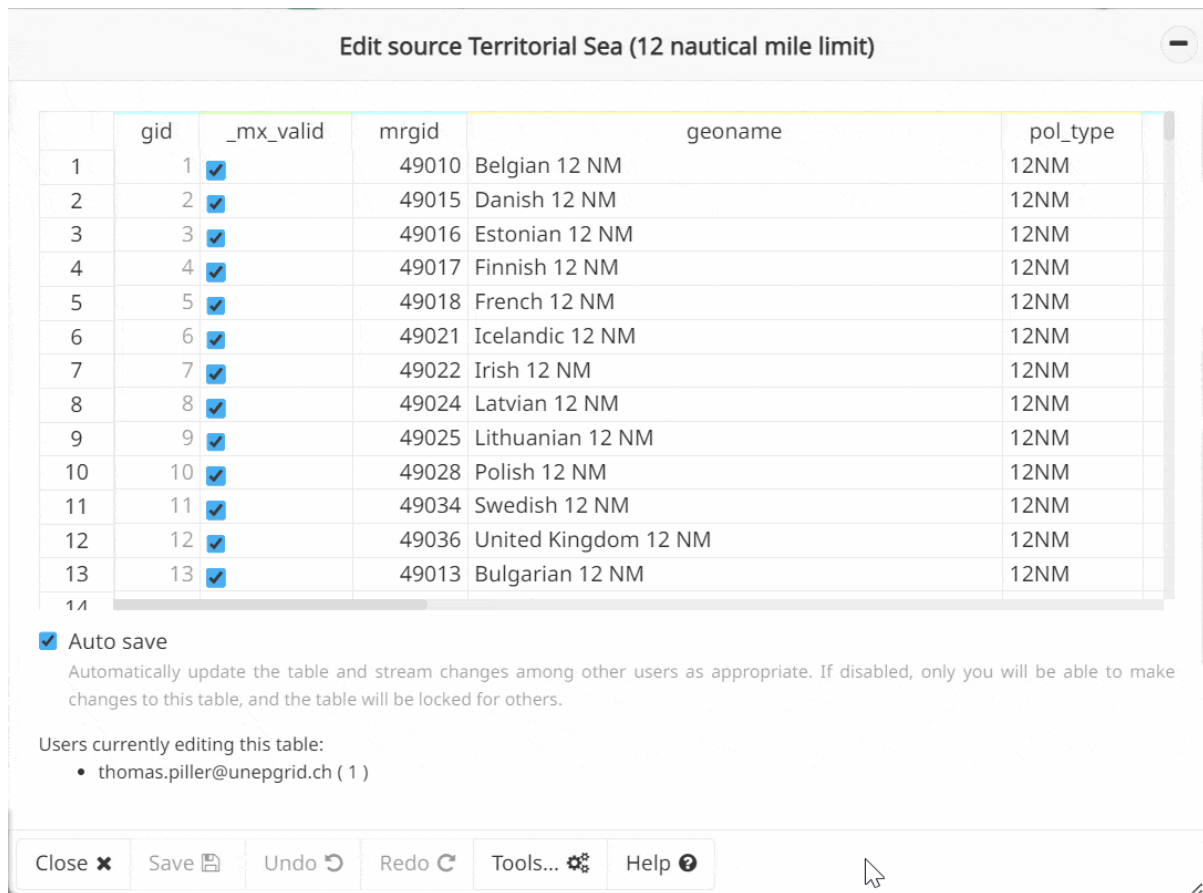 Edit source Territorial Sea (12 nautical mile limit)
gid _mx_valid mrgid geoname pol_type
1 1 49010 Belgian 12 NM 12NM
2 2 49015 Danish 12 NM 12NM
3 3 49016 Estonian 12 NM 12NM
4 4 49017 Finnish 12 NM 12NM
5 5 49018 French 12 NM 12NM
6 6 49021 Icelandic 12 NM 12NM
7 7 49022 Irish 12 NM 12NM
8 8 49024 Latvian 12 NM 12NM
9 9 49025 Lithuanian 12 NM 12NM
10 10 49028 Polish 12 NM 12NM
11 11 49034 Swedish 12 NM 12NM
12 12 49036 United Kingdom 12 NM 12NM
13 13 49013 Bulgarian 12 NM 12NM
14
Auto save
Automatically update the table and stream changes among other users as appropriate. If disabled, only you will be able to make
changes to this table, and the table will be locked for others.
Users currently editing this table:
• thomas.piller@unepgrid.ch ( 1 )
Close Save Undo Redo Tools... Help